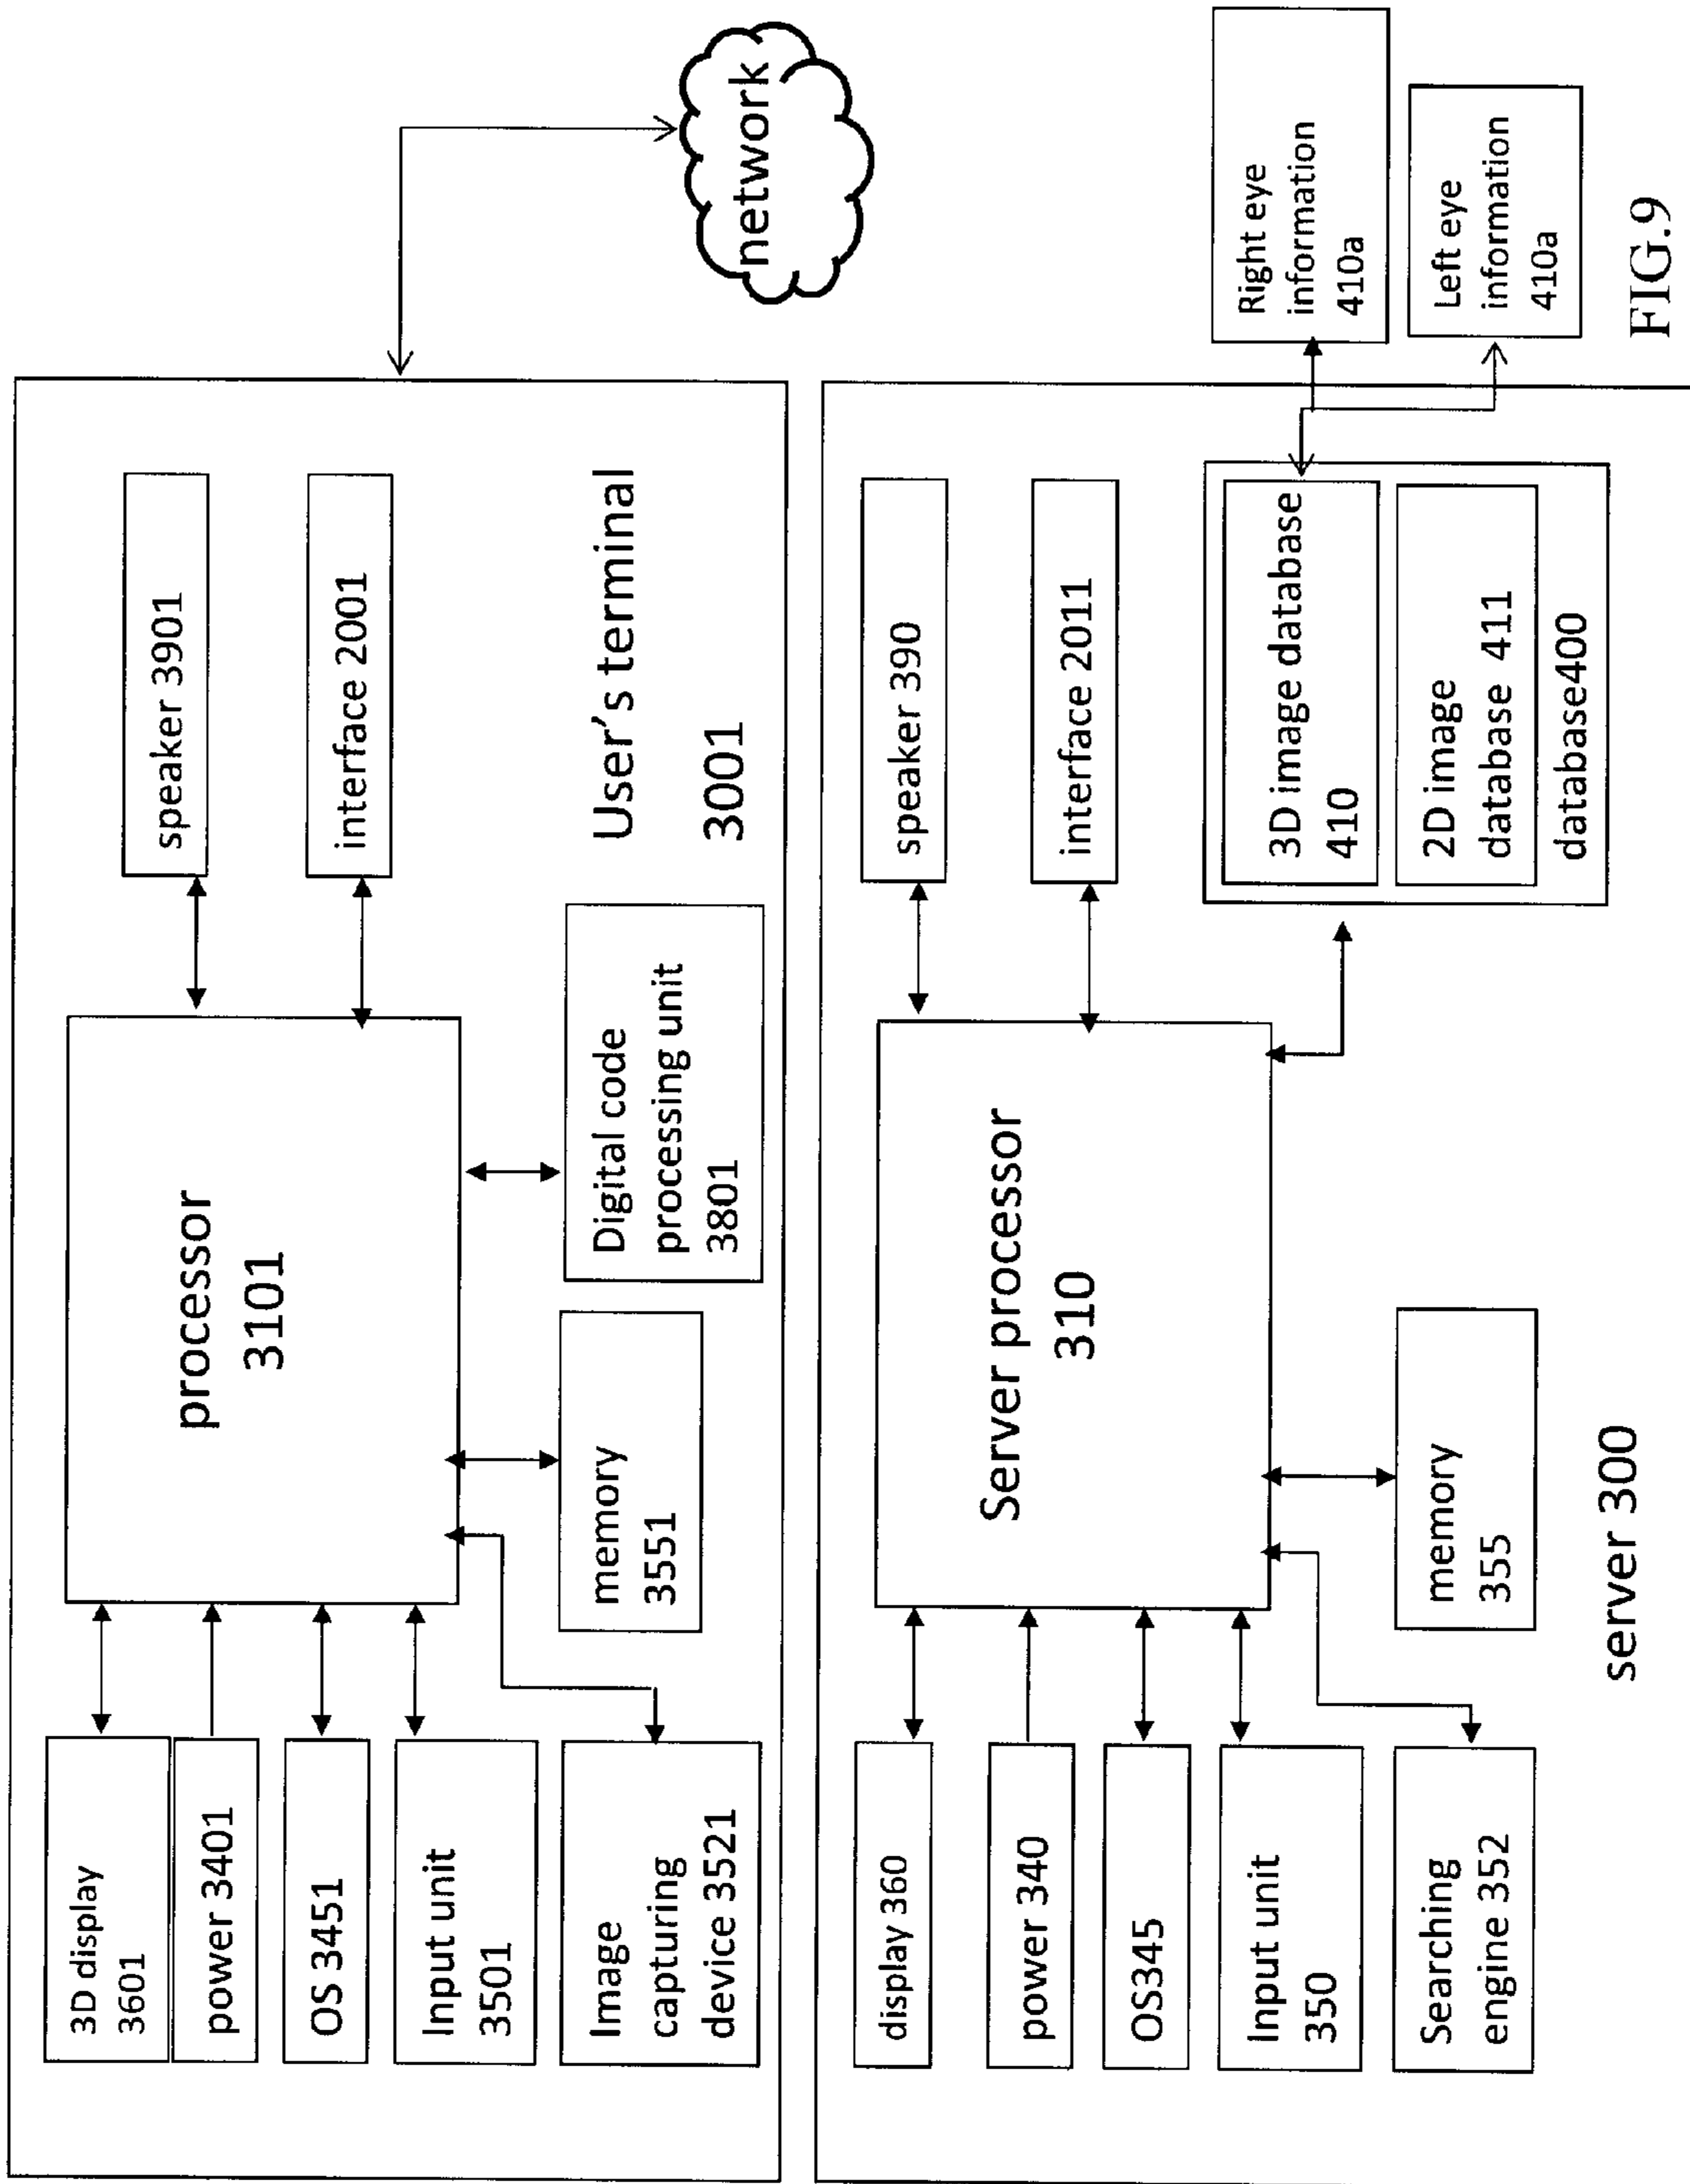 3D display
3601
power 3401
OS 3451
Input unit
3501
Image
capturing
device 3521
processor
3101
memory
3551
Digital code
processing unit
3801
speaker 3901
interface 2001
User's terminal
3001
network
display 360
power 340
OS345
Input unit
350
Searching
engine 352
Server processor
310
memory
355
speaker 390
interface 2011
3D image database
410
2D image
database 411
database400
Right eye
information
410a
Left eye
information
410a
server 300
FIG.9